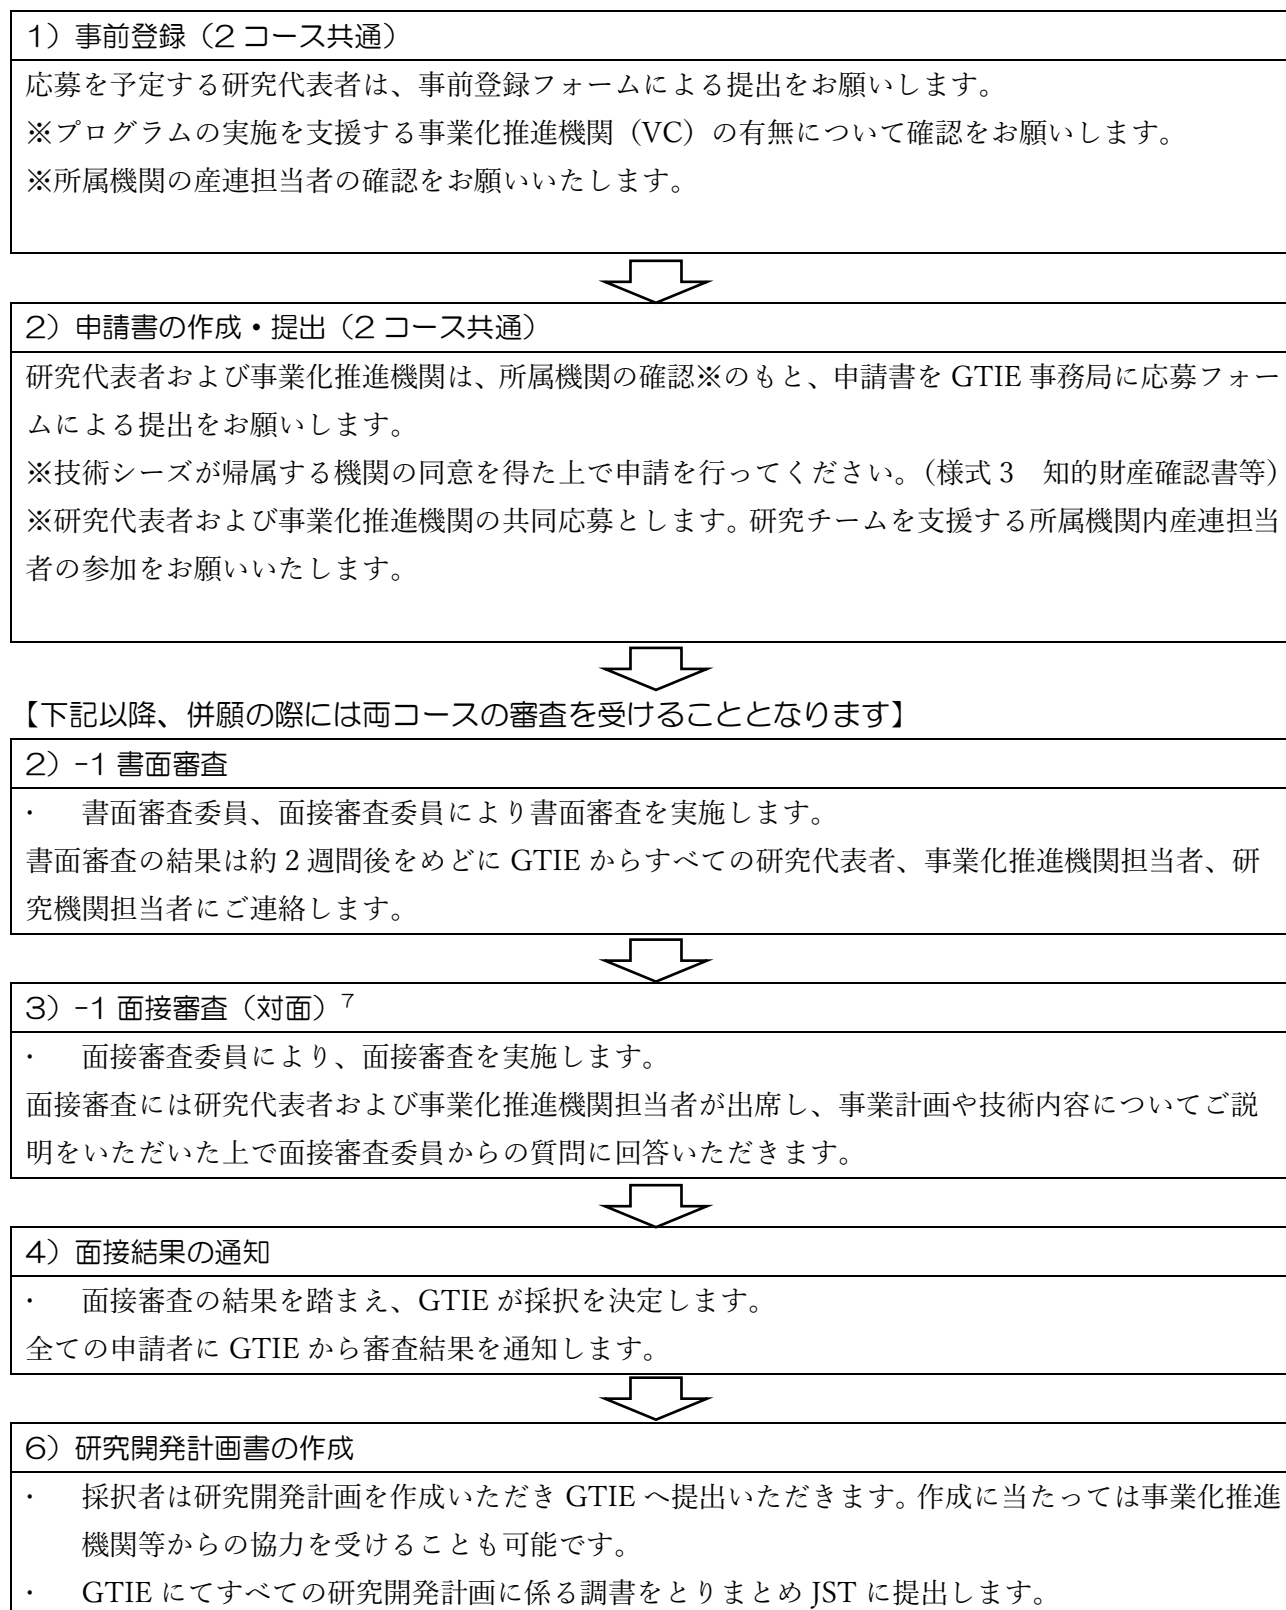 1）事前登録（2 コース共通）
応募を予定する研究代表者は、事前登録フォームによる提出をお願いします。
※プログラムの実施を支援する事業化推進機関（VC）の有無について確認をお願いします。
※所属機関の産連担当者の確認をお願いいたします。
2）申請書の作成・提出（2 コース共通）
研究代表者および事業化推進機関は、所属機関の確認※のもと、申請書を GTIE 事務局に応募フォー
ムによる提出をお願いします。
※技術シーズが帰属する機関の同意を得た上で申請を行ってください。（様式 3　知的財産確認書等）
※研究代表者および事業化推進機関の共同応募とします。研究チームを支援する所属機関内産連担当
者の参加をお願いいたします。
【下記以降、併願の際には両コースの審査を受けることとなります】
2）-1 書面審査
・　書面審査委員、面接審査委員により書面審査を実施します。
書面審査の結果は約 2 週間後をめどに GTIE からすべての研究代表者、事業化推進機関担当者、研
究機関担当者にご連絡します。
3）-1 面接審査（対面）7
・　面接審査委員により、面接審査を実施します。
面接審査には研究代表者および事業化推進機関担当者が出席し、事業計画や技術内容についてご説
明をいただいた上で面接審査委員からの質問に回答いただきます。
4）面接結果の通知
・　面接審査の結果を踏まえ、GTIE が採択を決定します。
全ての申請者に GTIE から審査結果を通知します。
6）研究開発計画書の作成
・　採択者は研究開発計画を作成いただき GTIE へ提出いただきます。作成に当たっては事業化推進
機関等からの協力を受けることも可能です。
・　GTIE にてすべての研究開発計画に係る調書をとりまとめ JST に提出します。